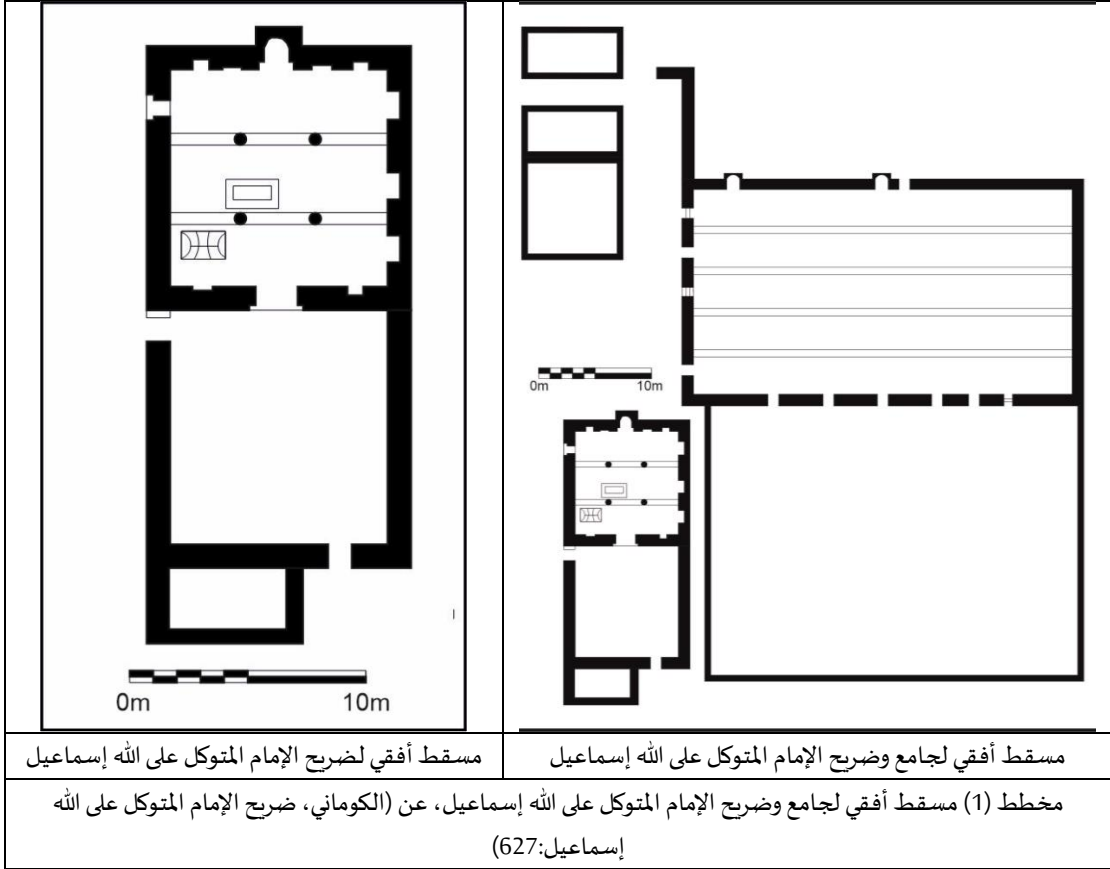 0m 10m
0m 10m
مسقط أفقي لجامع وضريح الإمام المتوكل على الله إسماعيل
مسقط أفقي لضريح الإمام المتوكل على الله إسماعيل
مخطط (1) مسقط أفقي لجامع وضريح الإمام المتوكل على الله إسماعيل، عن (الكوماني، ضريح الإمام المتوكل على الله
إسماعيل:627)